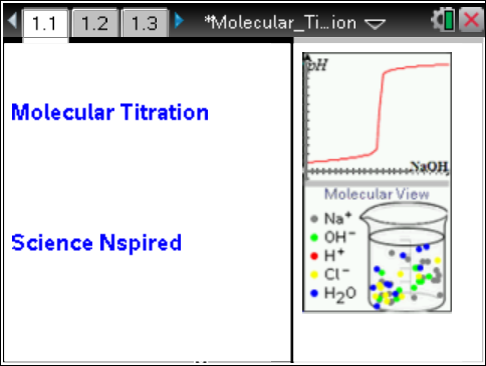 1.1 1.2 1.3 *Molecular_Ti…ion
Molecular Titration
Science Nspired
pH
NaOH
Molecular View
Na⁺
OH⁻
H⁺
Cl⁻
H₂O